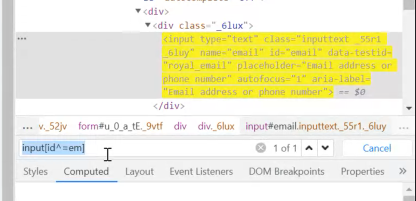 <div>
<div class="_6lux">
... <input type="text" class="inputtext _55r1
_6luy" name="email" id="email" data-testid=
"royal_email" placeholder="Email address or
phone number" autofocus="1" aria-label=
"Email address or phone number"> == $0
</div>
... v._52jv form#u_0_a_tE._9vtf div div._6lux input#email.inputtext._55r1._6luy ...
input[id^=em] 1 of 1 Cancel
Styles Computed Layout Event Listeners DOM Breakpoints Properties »